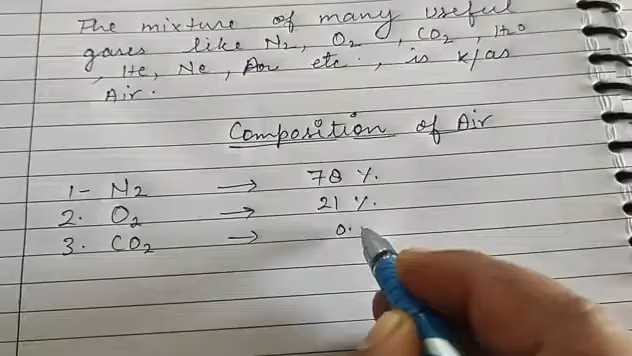 The mixture of many useful
gases like N2, O2, CO2, H2O
, He, Ne, Ar etc., is k/as
Air.
Composition of Air
1- N2 → 78 %.
2. O2 → 21 %.
3. CO2 → 0.